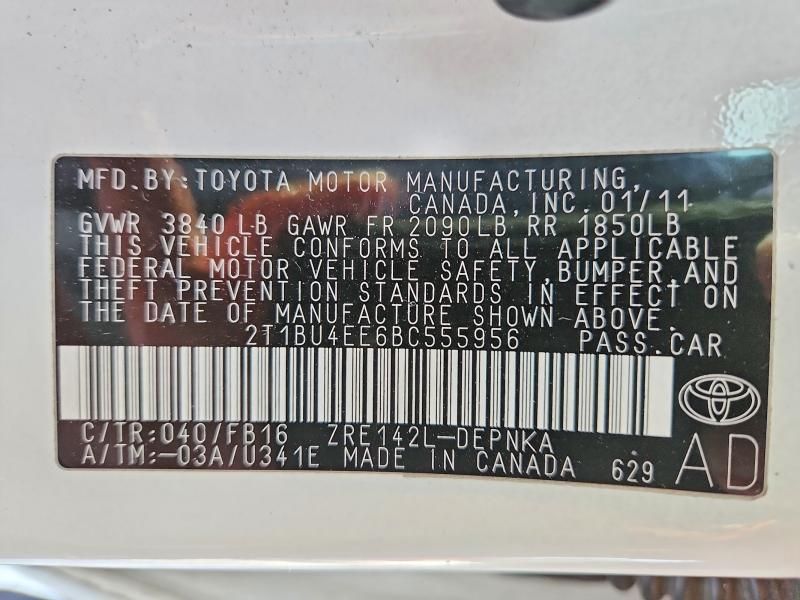 MFD.BY:TOYOTA MOTOR MANUFACTURING,
CANADA,INC.01/11
GVWR 3840 LB GAWR FR 2090LB RR 1850LB
THIS VEHICLE CONFORMS TO ALL APPLICABLE
FEDERAL MOTOR VEHICLE SAFETY,BUMPER,AND
THEFT PREVENTION STANDARDS IN EFFECT ON
THE DATE OF MANUFACTURE SHOWN ABOVE.
2T1BU4EE6BC555956 PASS.CAR
C/TR:040/FB16 ZRE142L-DEPNKA
A/TM:-03A/U341E MADE IN CANADA 629 AD